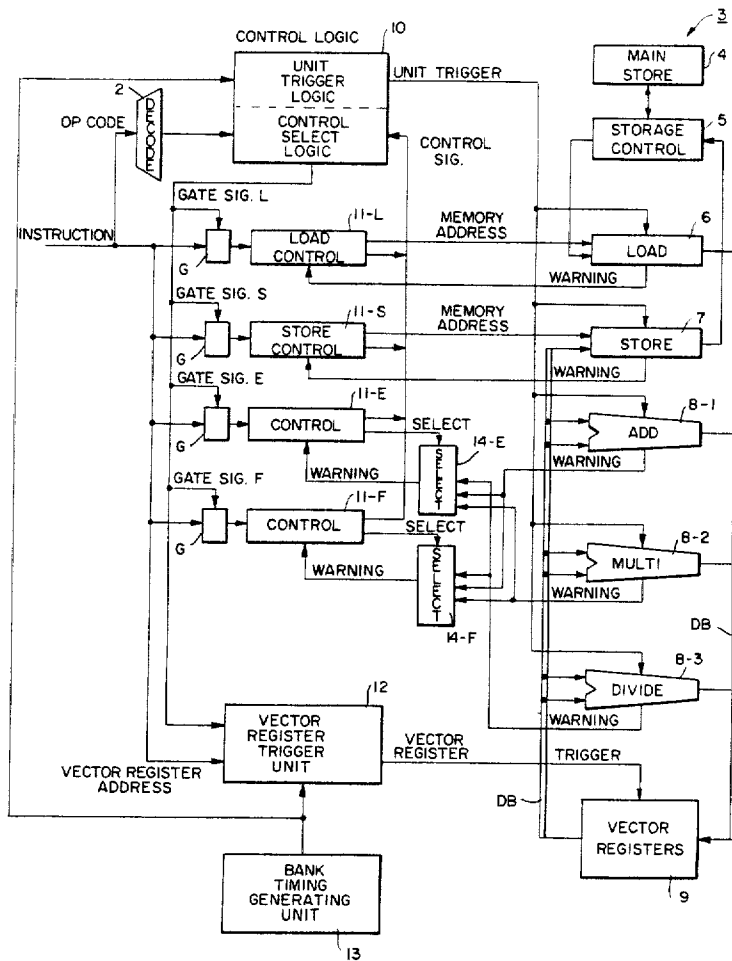 10
3
CONTROL LOGIC
UNIT
TRIGGER
LOGIC
UNIT TRIGGER
MAIN
STORE
4
2
DECODE
OP CODE
CONTROL
SELECT
LOGIC
CONTROL
SIG.
STORAGE
CONTROL
5
GATE SIG. L
11-L
MEMORY
ADDRESS
6
INSTRUCTION
G
LOAD
CONTROL
LOAD
WARNING
GATE SIG. S
11-S
MEMORY
ADDRESS
7
G
STORE
CONTROL
STORE
WARNING
GATE SIG. E
11-E
SELECT
14-E
8-1
G
CONTROL
SELECT
ADD
WARNING
WARNING
GATE SIG. F
11-F
SELECT
G
CONTROL
SELECT
8-2
MULTI
WARNING
WARNING
14-F
DB
8-3
DIVIDE
WARNING
12
VECTOR
REGISTER
TRIGGER
UNIT
VECTOR
REGISTER
TRIGGER
VECTOR REGISTER
ADDRESS
DB
VECTOR
REGISTERS
9
BANK
TIMING
GENERATING
UNIT
13